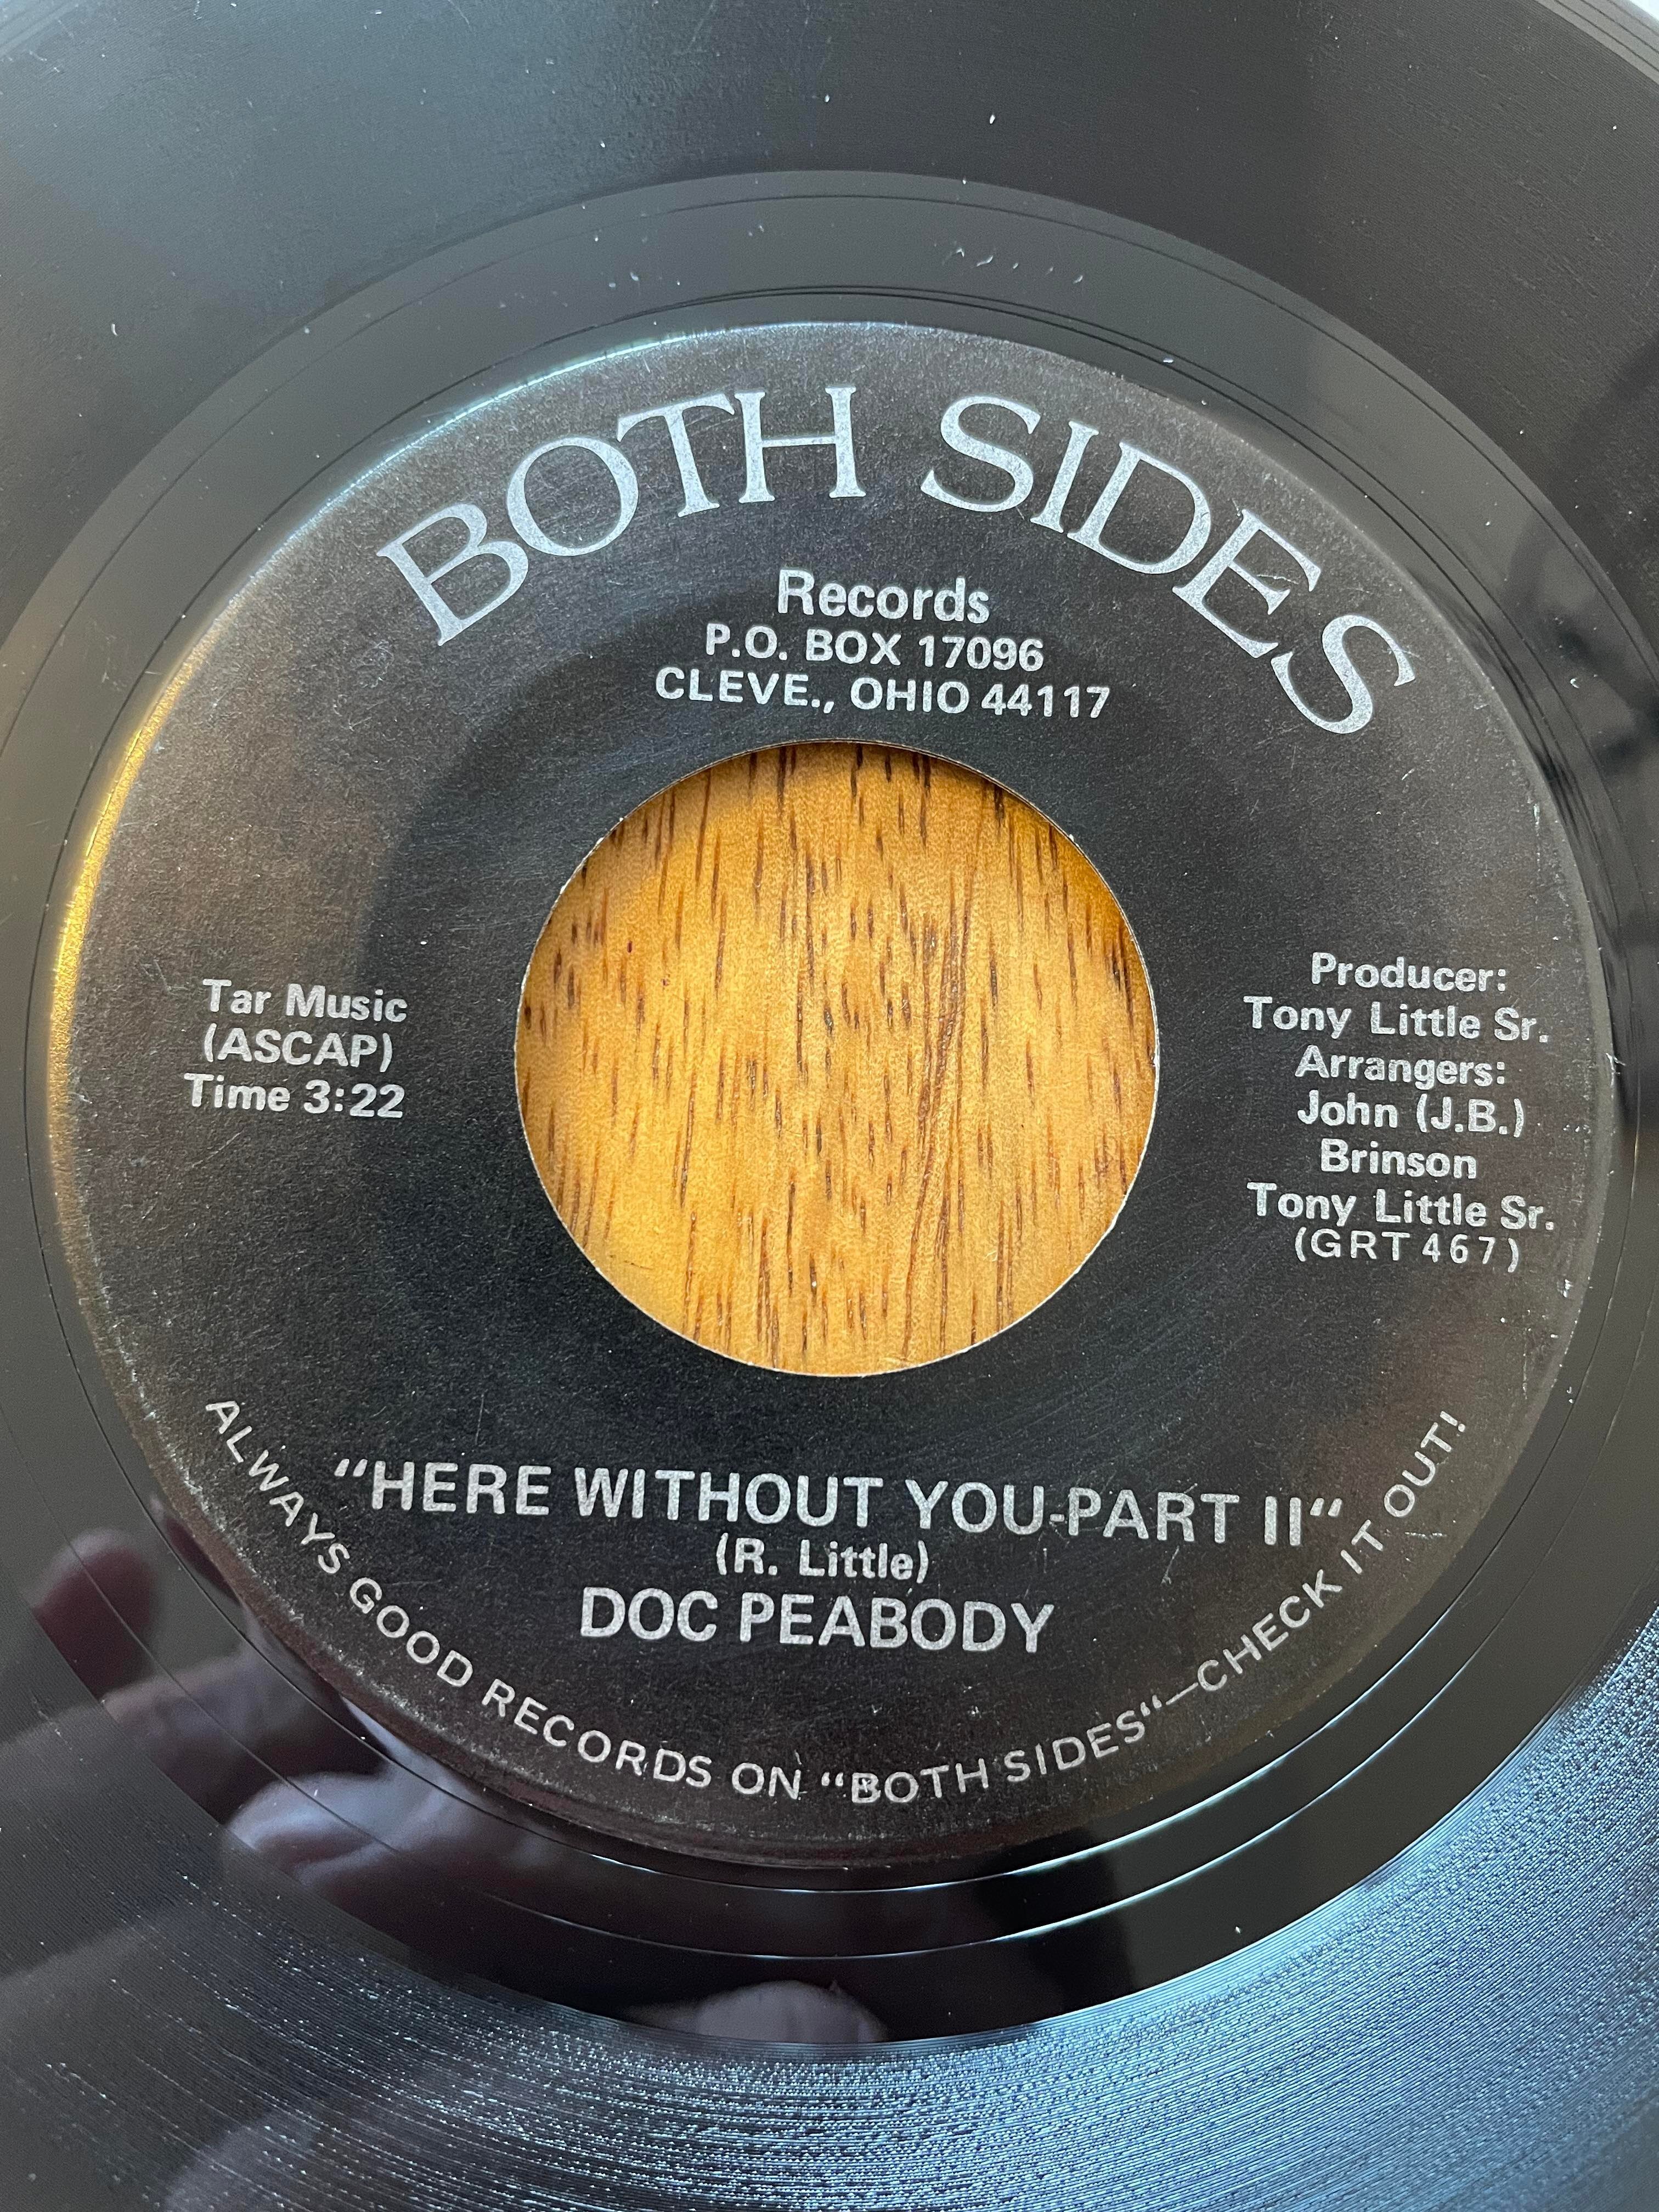 BOTH SIDES
Records
P.O. BOX 17096
CLEVE., OHIO 44117
Tar Music
(ASCAP)
Time 3:22
Producer:
Tony Little Sr.
Arrangers:
John (J.B.)
Brinson
Tony Little Sr.
(GRT 467)
“HERE WITHOUT YOU-PART II“
(R. Little)
DOC PEABODY
ALWAYS GOOD RECORDS ON “BOTH SIDES“—CHECK IT OUT!